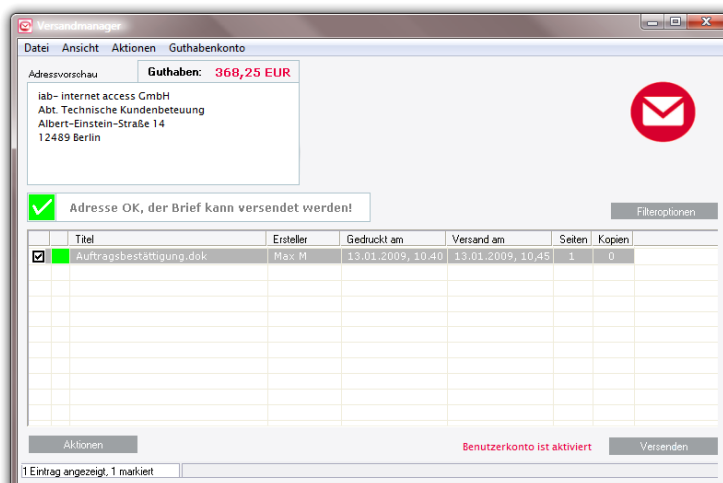 Versandmanager
Datei Ansicht Aktionen Guthabenkonto
Adressvorschau Guthaben: 368,25 EUR
iab- internet access GmbH
Abt. Technische Kundenbeteuung
Albert-Einstein-Straße 14
12489 Berlin
Adresse OK, der Brief kann versendet werden!
Filteroptionen
Titel Ersteller Gedruckt am Versand am Seiten Kopien
Auftragsbestättigung.dok Max M 13.01.2009, 10.40 13.01.2009, 10,45 1 0
Aktionen Benutzerkonto ist aktiviert Versenden
1 Eintrag angezeigt, 1 markiert